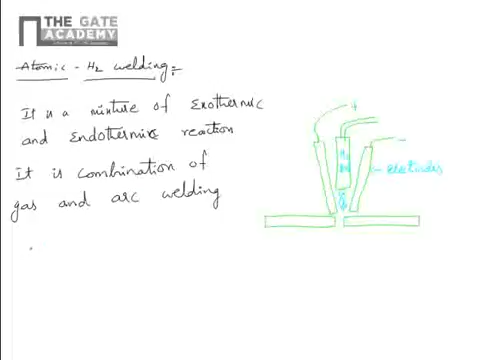 THE GATE
ACADEMY
Atomic - H2 welding :-
It is a mixture of Exothermic
and Endothermic reaction
It is combination of
gas and arc welding
+
-
- electrodes